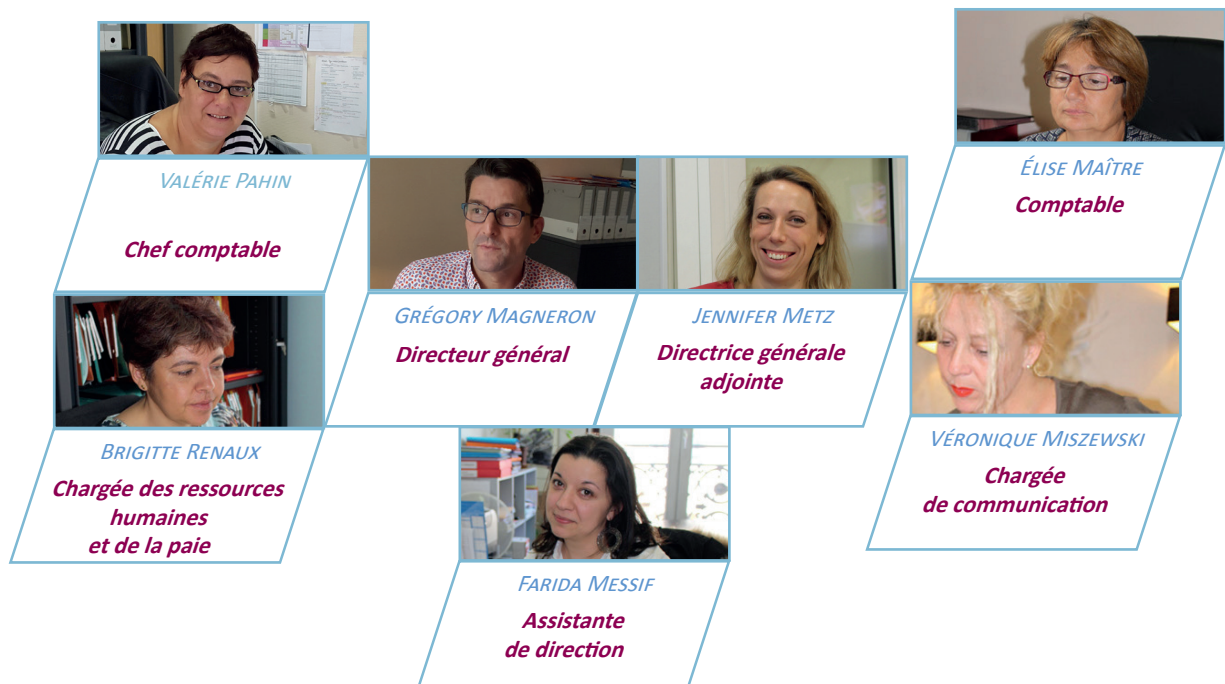 VALÉRIE PAHIN
Chef comptable
BRIGITTE RENAUX
Chargée des ressources
humaines
et de la paie
GRÉGORY MAGNERON
Directeur général
JENNIFER METZ
Directrice générale
adjointe
FARIDA MESSIF
Assistante
de direction
ÉLISE MAÎTRE
Comptable
VÉRONIQUE MISZEWSKI
Chargée
de communication